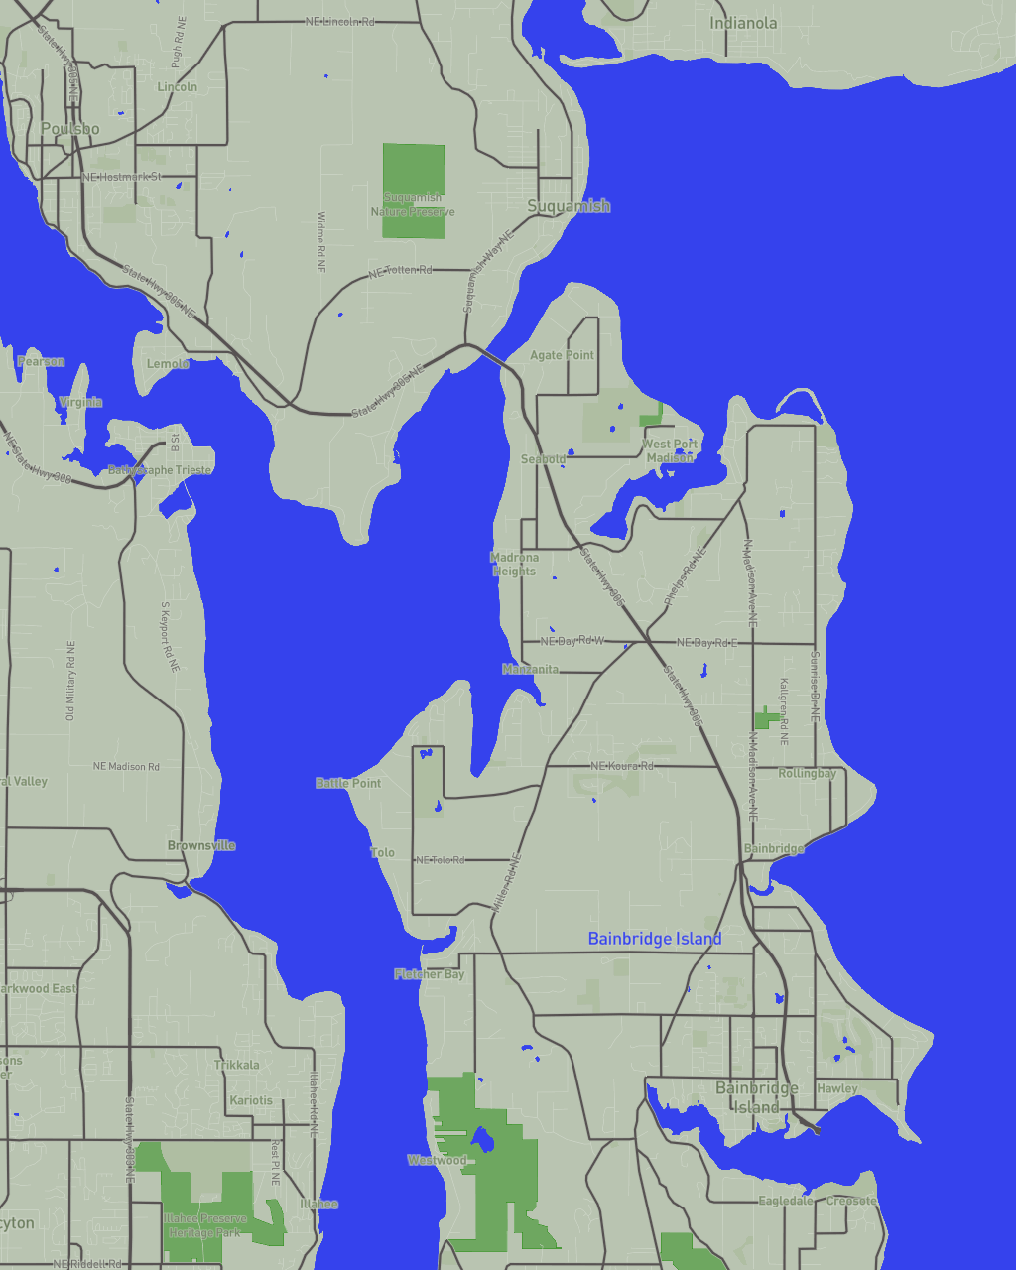 NE Lincoln Rd
Indianola
Pugh Rd NE
State Hwy 305 NE
Lincoln
Poulsbo
NE Hostmark St
Suquamish
Nature Preserve
Suquamish
Widme Rd NE
Suquamish Way NE
NE Totten Rd
State Hwy 305 NE
Agate Point
Pearson
Lemolo
State Hwy 305 NE
Virginia
B St
NE State Hwy 308
Bathyscaphe Trieste
Seabold
West Port
Madison
Madrona
Heights
State Hwy 305
Phelps Rd NE
N Madison Ave NE
S Keyport Rd NE
Old Military Rd NE
NE Day Rd W
NE Day Rd E
Manzanita
State Hwy 305
Sunrise Dr NE
Kallgren Rd NE
NE Madison Rd
NE Koura Rd
N Madison Ave NE
Rollingbay
ral Valley
Battle Point
Brownsville
Tolo
NE Tolo Rd
Miller Rd NE
Bainbridge
Bainbridge Island
Fletcher Bay
arkwood East
sons
er
Trikkala
Kariotis
Illahee Rd NE
State Hwy 303 NE
Bainbridge
Island
Hawley
Rest Pl NE
Westwood
Illahee
Illahee Preserve
Heritage Park
Eagledale
Creosote
cyton
NE Riddell Rd